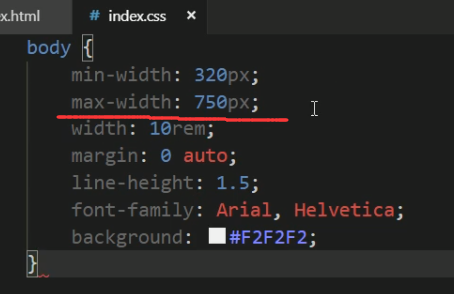 ex.html # index.css ×
body {
min-width: 320px;
max-width: 750px;
width: 10rem;
margin: 0 auto;
line-height: 1.5;
font-family: Arial, Helvetica;
background: #F2F2F2;
}